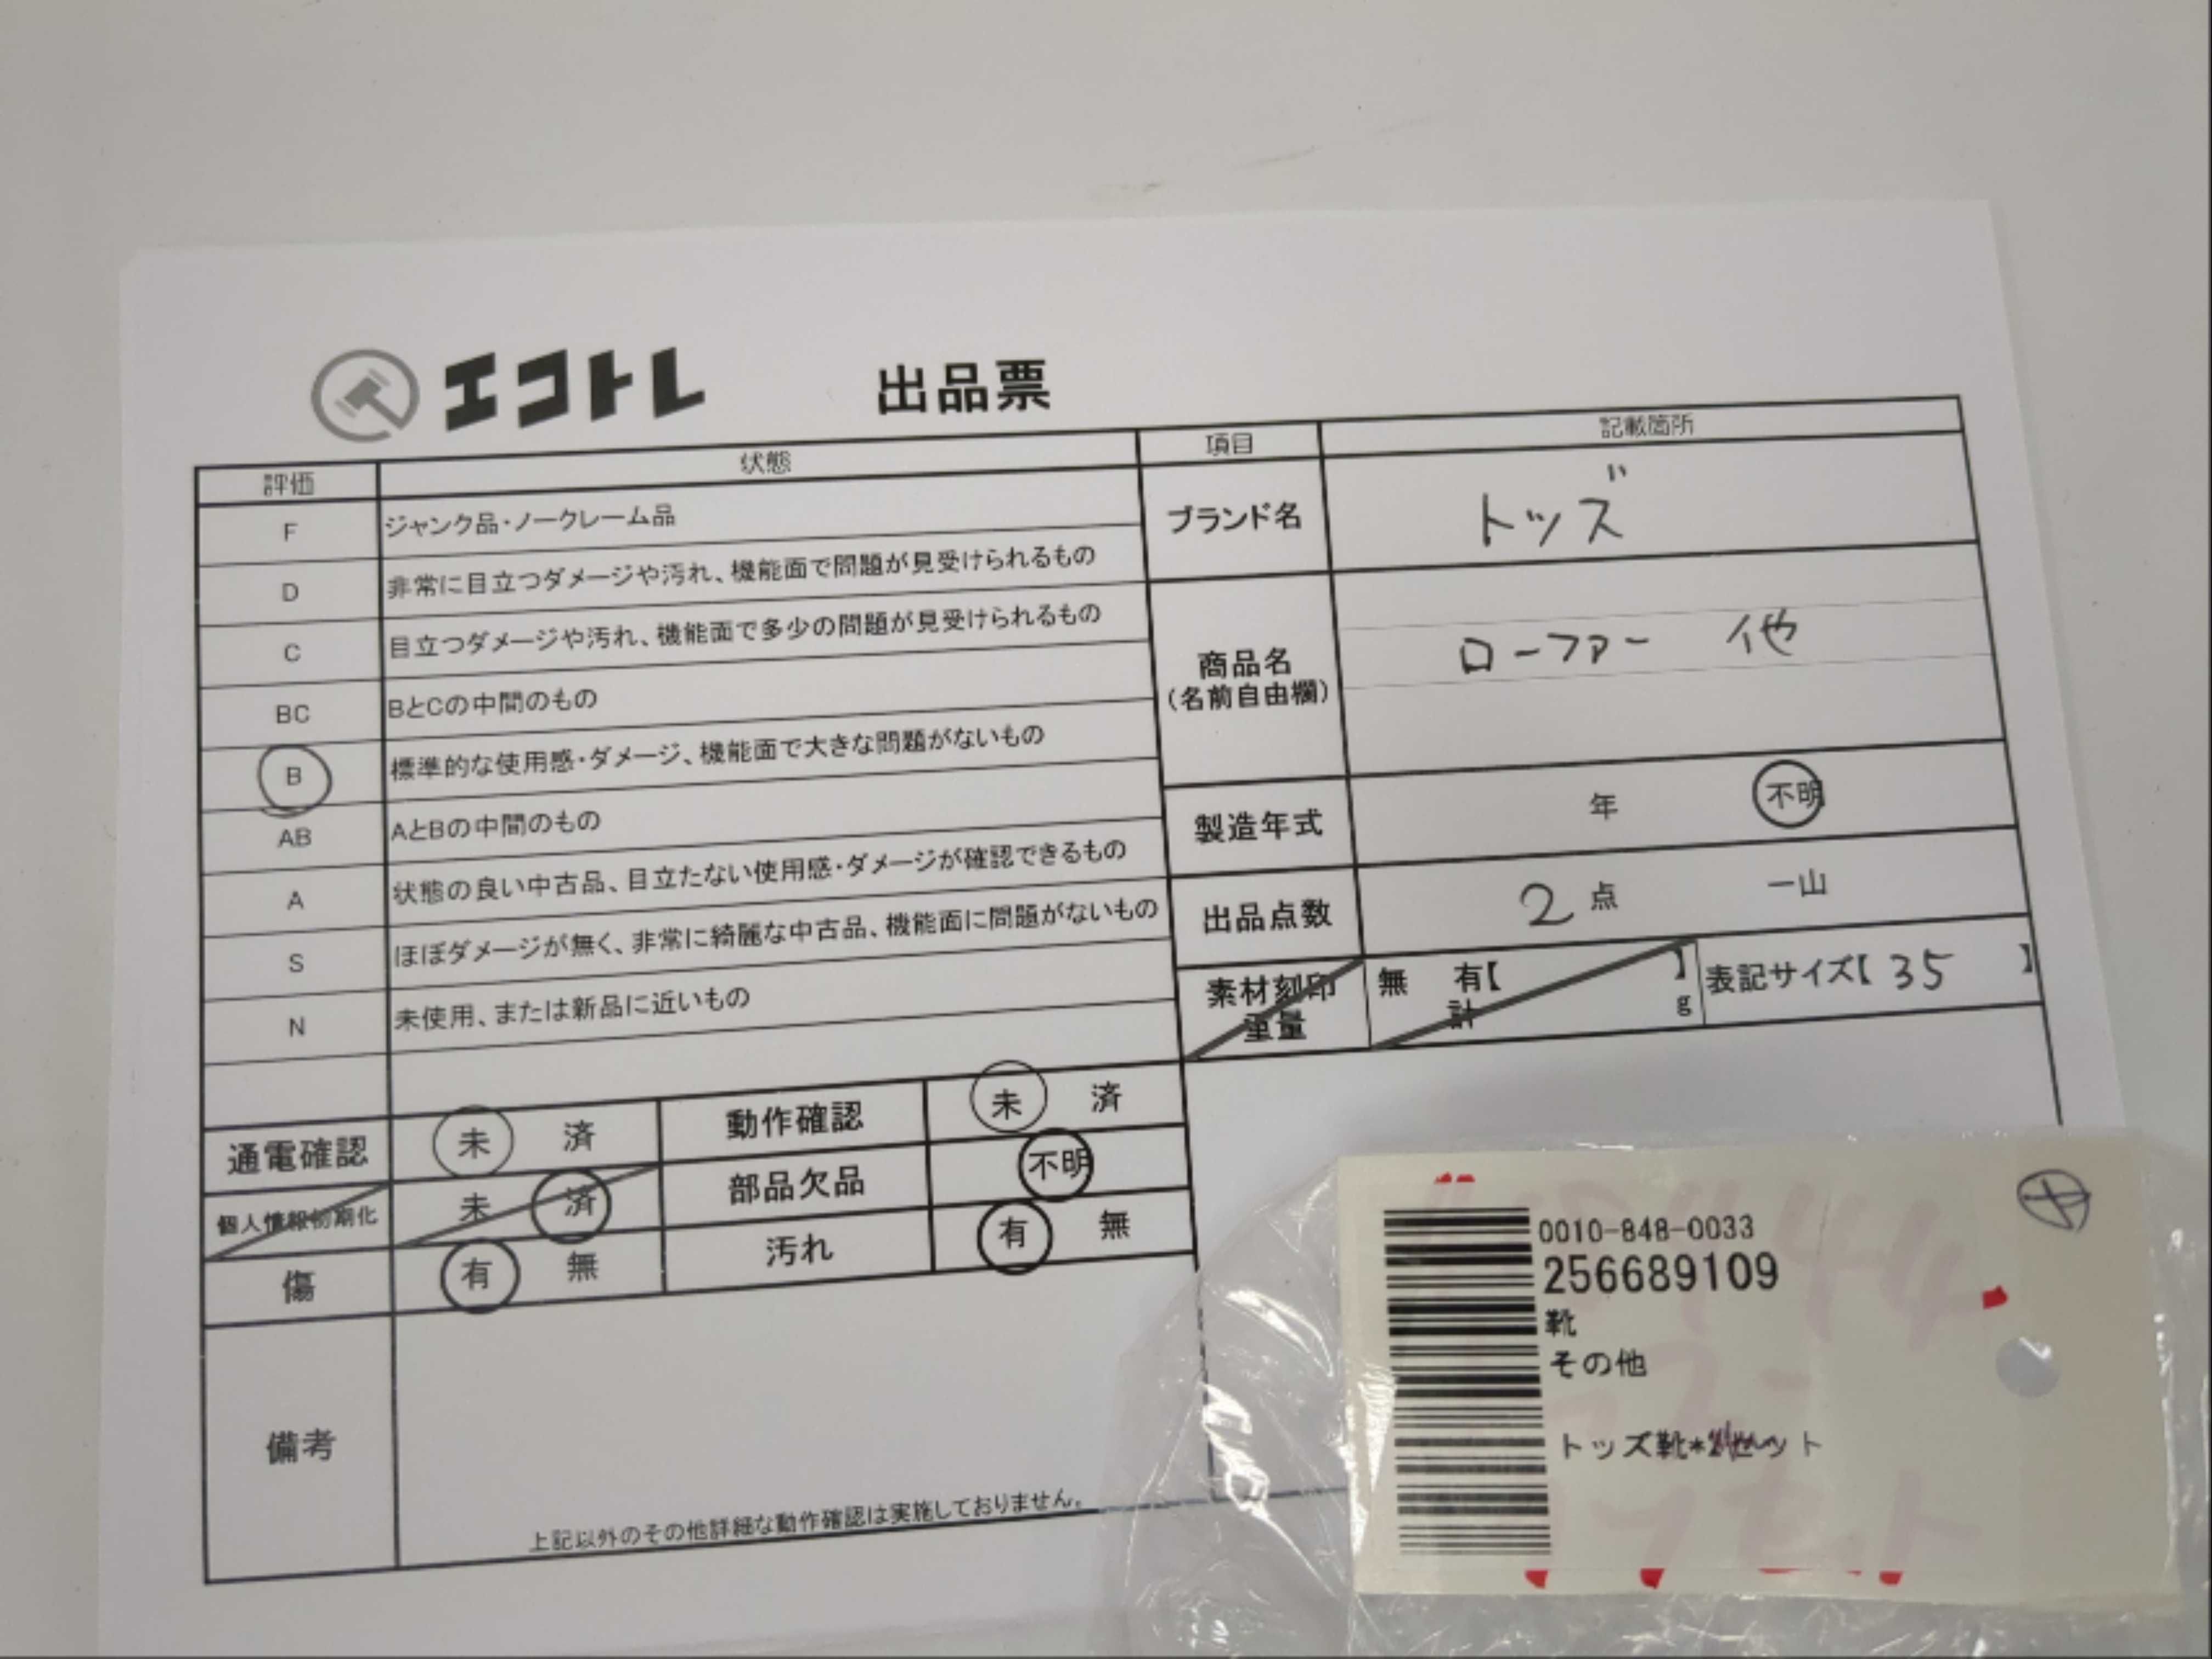 エコトレ 出品票
評価 状態 項目 記載箇所
F ジャンク品・ノークレーム品
D 非常に目立つダメージや汚れ、機能面で問題が見受けられるもの
C 目立つダメージや汚れ、機能面で多少の問題が見受けられるもの
BC BとCの中間のもの
B 標準的な使用感・ダメージ、機能面で大きな問題がないもの
AB AとBの中間のもの
A 状態の良い中古品、目立たない使用感・ダメージが確認できるもの
S ほぼダメージが無く、非常に綺麗な中古品、機能面に問題がないもの
N 未使用、または新品に近いもの
ブランド名 トッズ
商品名
(名前自由欄)
ローファー 他
製造年式 年 不明
出品点数 2 点 一山
素材刻印
重量
無 有【 】
計 g
表記サイズ【 35 】
通電確認 未 済 動作確認 未 済
個人情報初期化 未 済 部品欠品 不明
傷 有 無 汚れ 有 無
備考
上記以外のその他詳細な動作確認は実施しておりません。
0010-848-0033
256689109
靴
その他
トッズ靴*